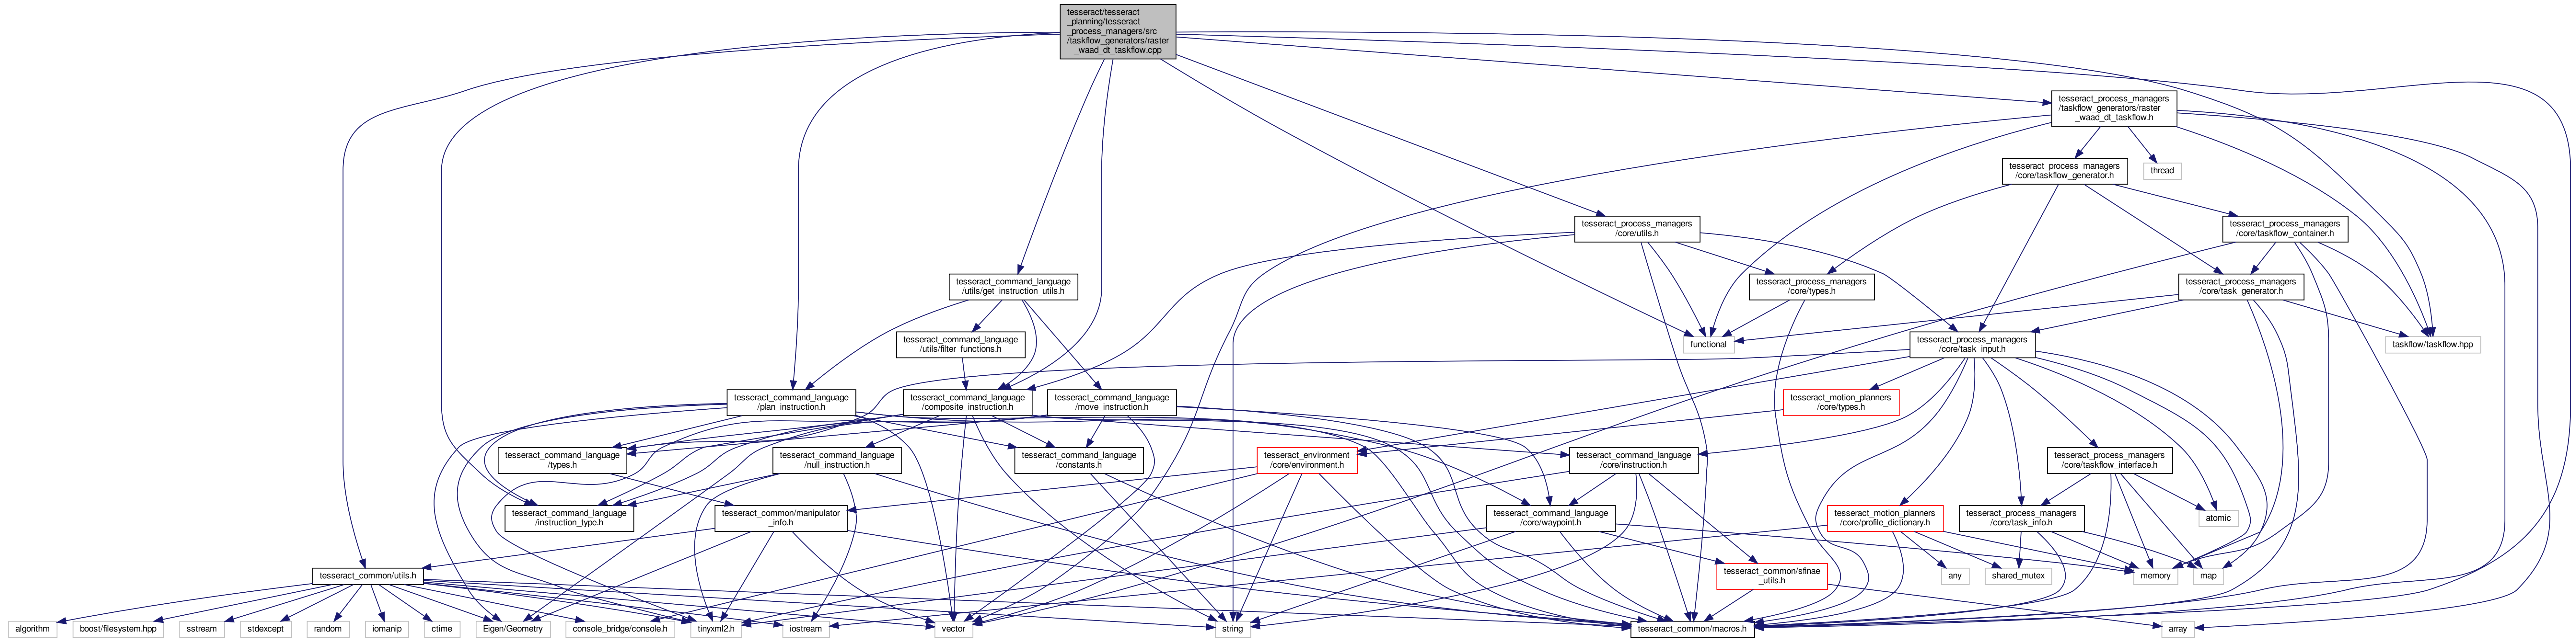 tesseract/tesseract
_planning/tesseract
_process_managers/src
/taskflow_generators/raster
_waad_dt_taskflow.cpp
tesseract_process_managers
/taskflow_generators/raster
_waad_dt_taskflow.h
tesseract_process_managers
/core/taskflow_generator.h
thread
tesseract_process_managers
/core/utils.h
tesseract_process_managers
/core/taskflow_container.h
tesseract_command_language
/utils/get_instruction_utils.h
tesseract_process_managers
/core/types.h
tesseract_process_managers
/core/task_generator.h
tesseract_command_language
/utils/filter_functions.h
functional
tesseract_process_managers
/core/task_input.h
taskflow/taskflow.hpp
tesseract_command_language
/plan_instruction.h
tesseract_command_language
/composite_instruction.h
tesseract_command_language
/move_instruction.h
tesseract_motion_planners
/core/types.h
tesseract_command_language
/types.h
tesseract_command_language
/null_instruction.h
tesseract_command_language
/constants.h
tesseract_environment
/core/environment.h
tesseract_command_language
/core/instruction.h
tesseract_process_managers
/core/taskflow_interface.h
tesseract_command_language
/instruction_type.h
tesseract_common/manipulator
_info.h
tesseract_command_language
/core/waypoint.h
tesseract_motion_planners
/core/profile_dictionary.h
tesseract_process_managers
/core/task_info.h
atomic
tesseract_common/utils.h
tesseract_common/sfinae
_utils.h
any
shared_mutex
memory
map
algorithm
boost/filesystem.hpp
sstream
stdexcept
random
iomanip
ctime
Eigen/Geometry
console_bridge/console.h
tinyxml2.h
iostream
vector
string
tesseract_common/macros.h
array